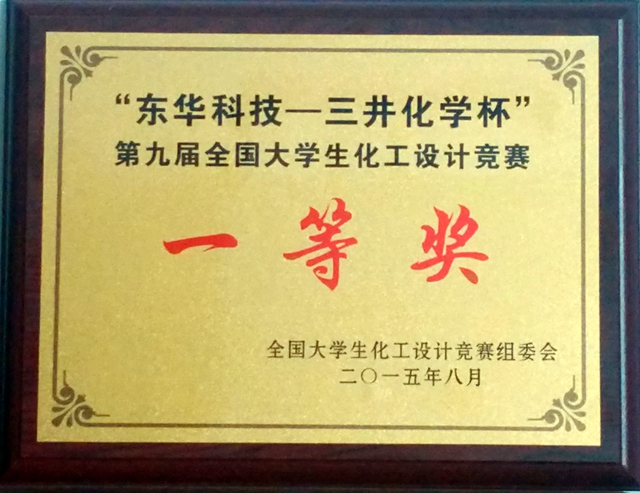 “东华科技—三井化学杯”
第九届全国大学生化工设计竞赛
一等奖
全国大学生化工设计竞赛组委会
二〇一五年八月